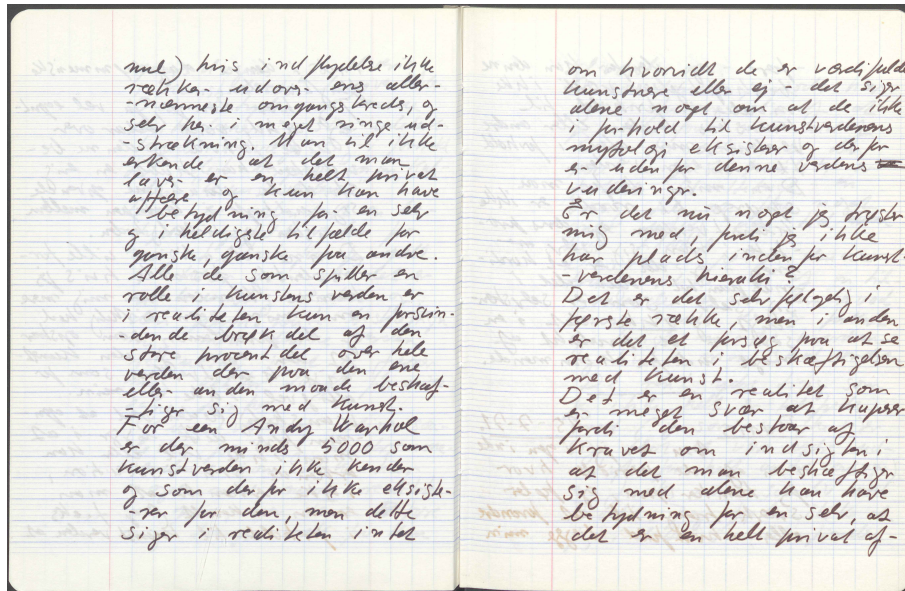 nul) hvis indflydelse ikke
rækker udover ens aller-
-nærmeste omgangskreds, og
selv her i meget ringe ud-
-strækning. Man vil ikke
erkende at det man
laver er en helt privat
affære og kun kan have
betydning for en selv
og i heldigste tilfælde for
ganske, ganske faa andre.
Alle de som spiller en
rolle i kunstens verden er
i realiteten kun en forsvin-
-dende brøkdel af den
store procentdel over hele
verden der paa den ene
eller anden maade beskæf-
-tiger sig med kunst.
For een Andy Warhol
er der minds 5000 som
kunstverden ikke kender
og som derfor ikke eksiste-
-rer for den, men dette
siger i realiteten intet
om hvorvidt de er værdifulde
kunstnere eller ej - det siger
alene noget om at de ikke
i forhold til kunstverdenens
mytologi eksisterer og derfor
er udenfor denne verdens
vurderinger.
Er det nu noget jeg trøster
mig med, fordi jeg ikke
har plads indenfor kunst-
-verdenens hieraki?
Det er det selvfølgelig i
første række, men i anden
er det et forsøg paa at se
realiteten i beskæftigelsen
med kunst.
Det er en realitet som
er meget svær at kapere
fordi den bestaar af
kravet om indsigten i
at det man beskæftiger
sig med alene kan have
betydning for en selv, at
det er en helt privat af-